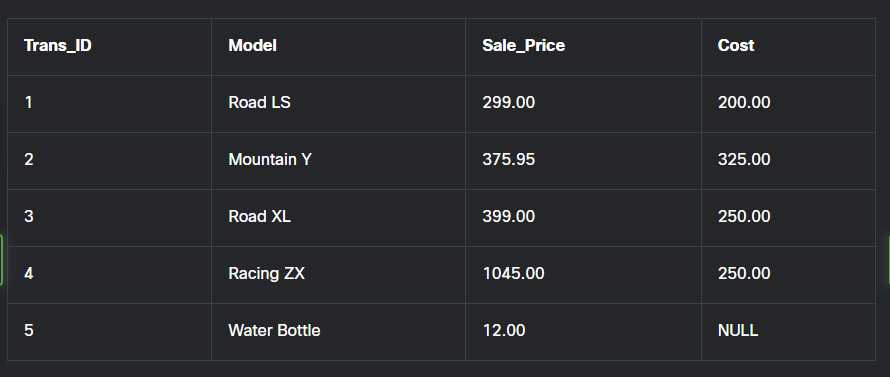 Trans_ID Model Sale_Price Cost
1 Road LS 299.00 200.00
2 Mountain Y 375.95 325.00
3 Road XL 399.00 250.00
4 Racing ZX 1045.00 250.00
5 Water Bottle 12.00 NULL